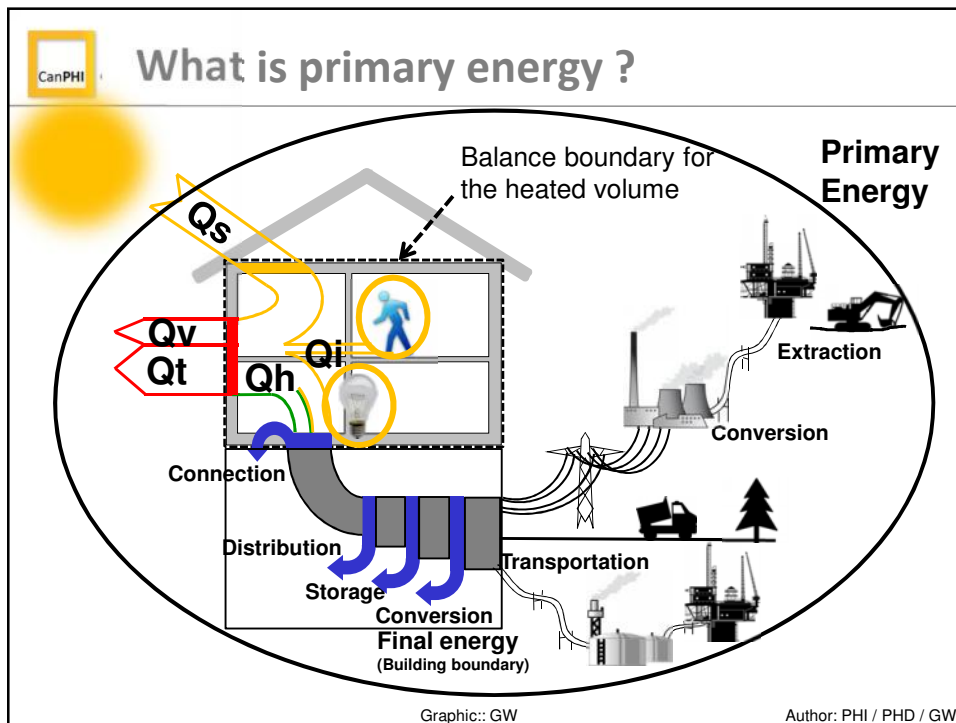 CanPHI
What is primary energy ?
Balance boundary for
the heated volume
Primary
Energy
Qs
Qv
Qt
Qi
Qh
Extraction
Conversion
Connection
Distribution
Storage
Conversion
Transportation
Final energy
(Building boundary)
Graphic:: GW
Author: PHI / PHD / GW